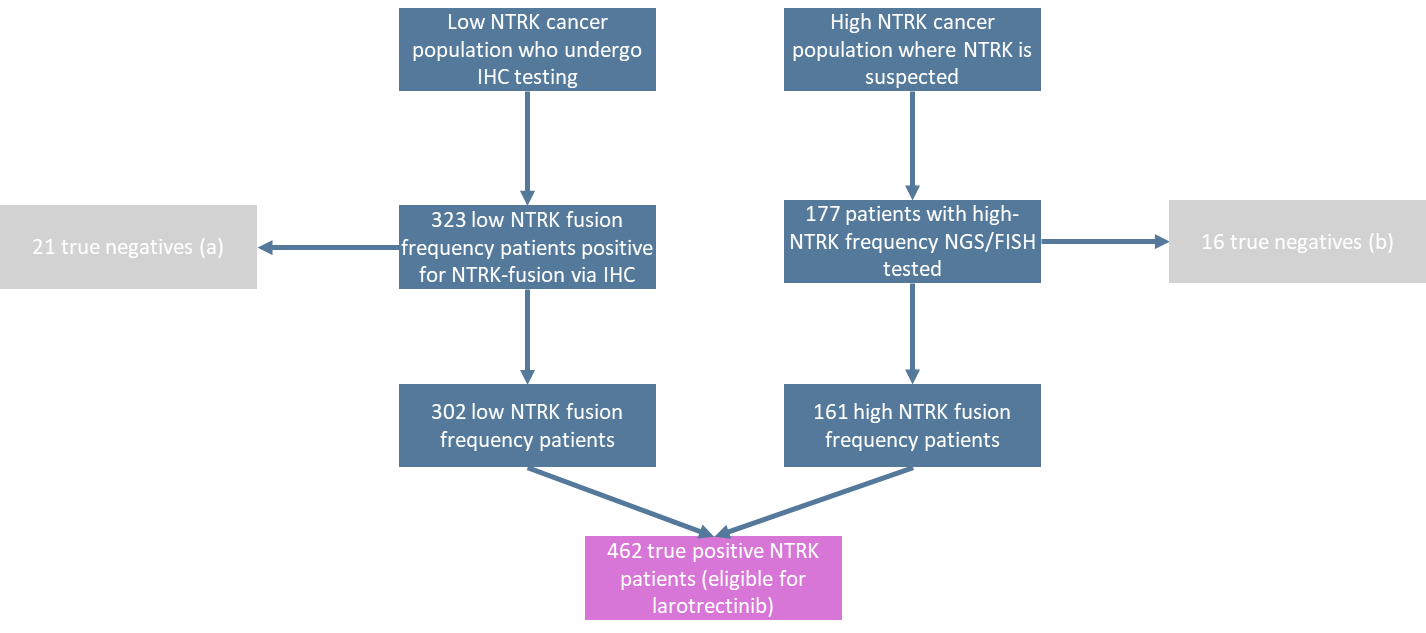 Low NTRK cancer
population who undergo
IHC testing
High NTRK cancer
population where NTRK is
suspected
21 true negatives (a)
323 low NTRK fusion
frequency patients positive
for NTRK-fusion via IHC
177 patients with high-
NTRK frequency NGS/FISH
tested
16 true negatives (b)
302 low NTRK fusion
frequency patients
161 high NTRK fusion
frequency patients
462 true positive NTRK
patients (eligible for
larotrectinib)